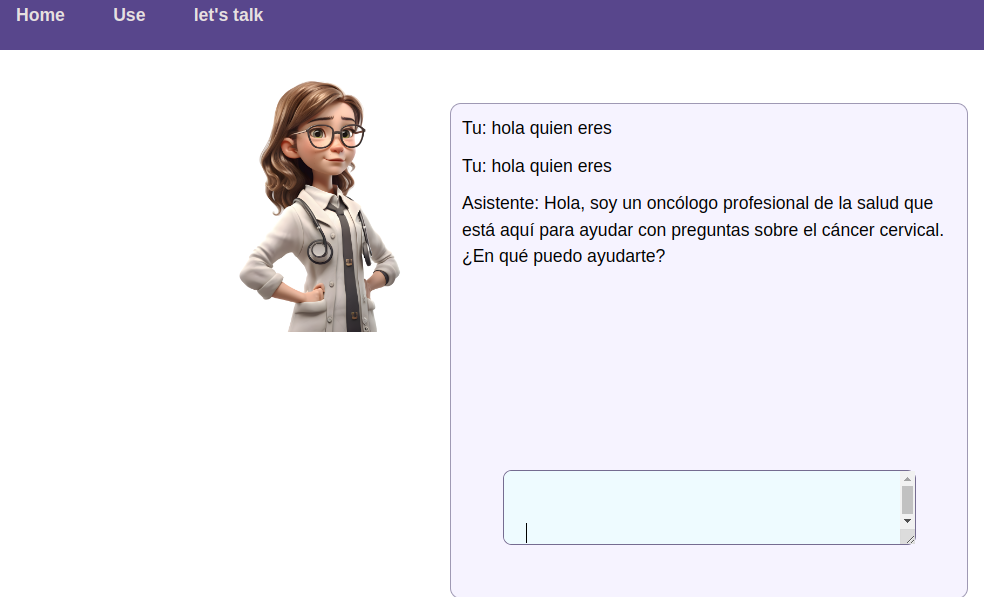 Home Use let's talk
Tu: hola quien eres
Tu: hola quien eres
Asistente: Hola, soy un oncólogo profesional de la salud que
está aquí para ayudar con preguntas sobre el cáncer cervical.
¿En qué puedo ayudarte?